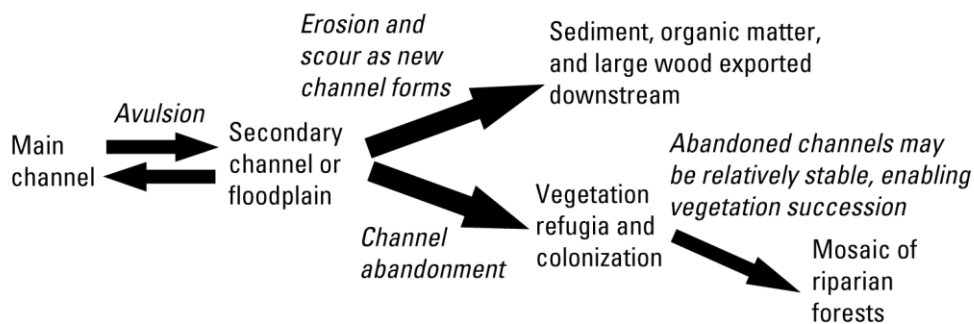 Main
channel
Avulsion
Secondary
channel or
floodplain
Erosion and
scour as new
channel forms
Sediment, organic matter,
and large wood exported
downstream
Channel
abandonment
Vegetation
refugia and
colonization
Abandoned channels may
be relatively stable, enabling
vegetation succession
Mosaic of
riparian
forests